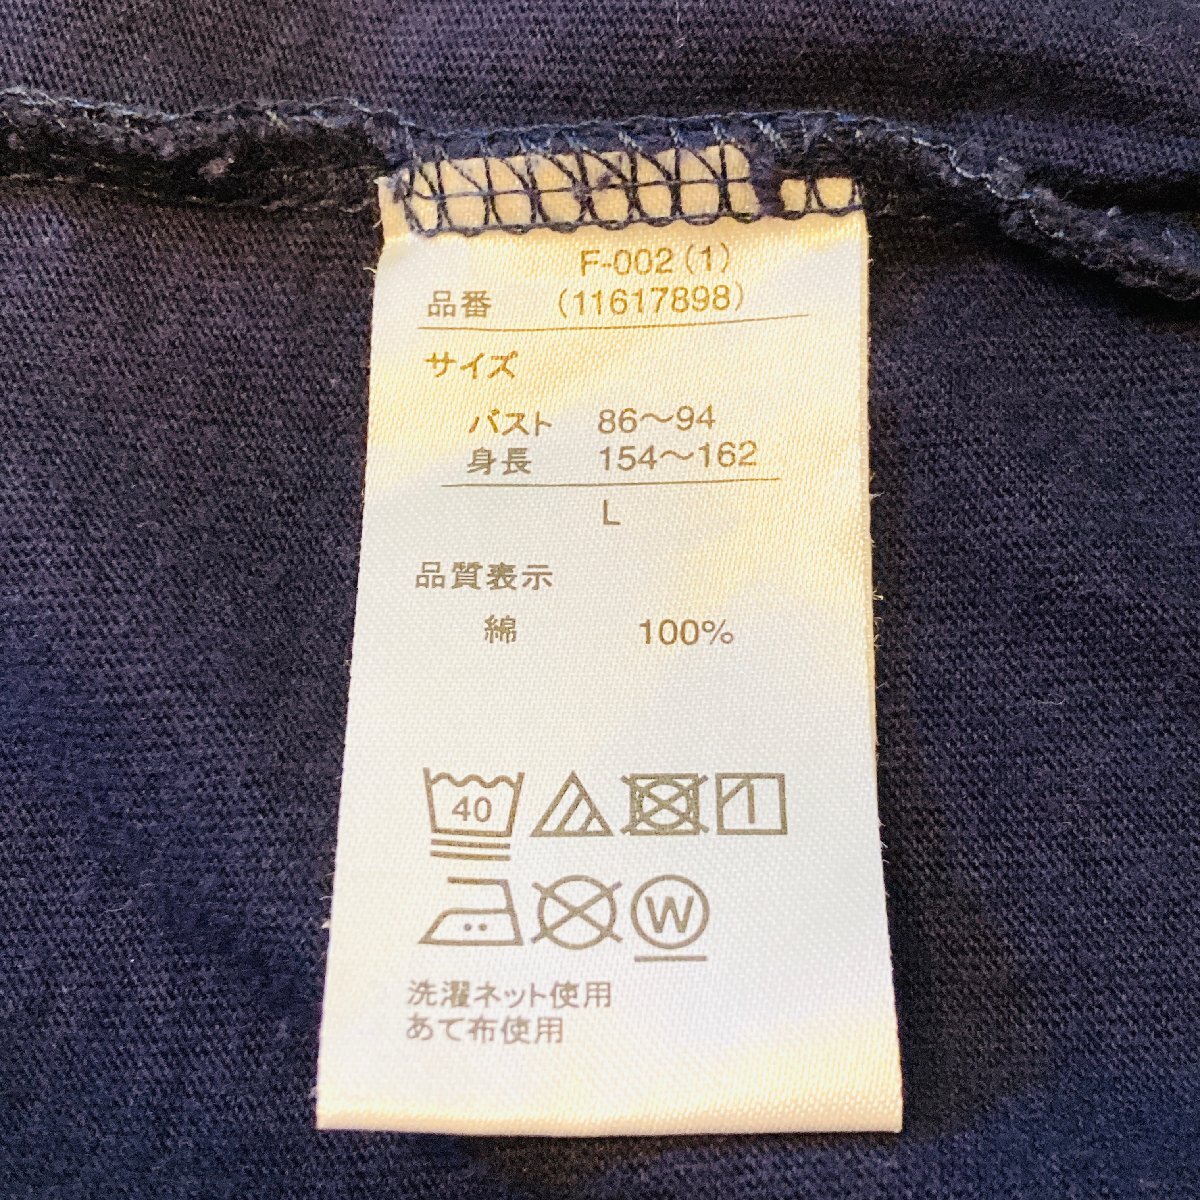 F-002(1)
品番 (11617898)
サイズ
バスト 86〜94
身長 154〜162
L
品質表示
綿 100%
40
W
洗濯ネット使用
あて布使用